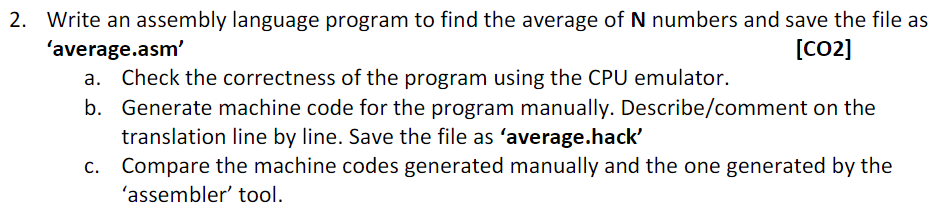 2. Write an assembly language program to find the average of N numbers and save the file as
‘average.asm’ [CO2]
a. Check the correctness of the program using the CPU emulator.
b. Generate machine code for the program manually. Describe/comment on the
translation line by line. Save the file as ‘average.hack’
c. Compare the machine codes generated manually and the one generated by the
‘assembler’ tool.